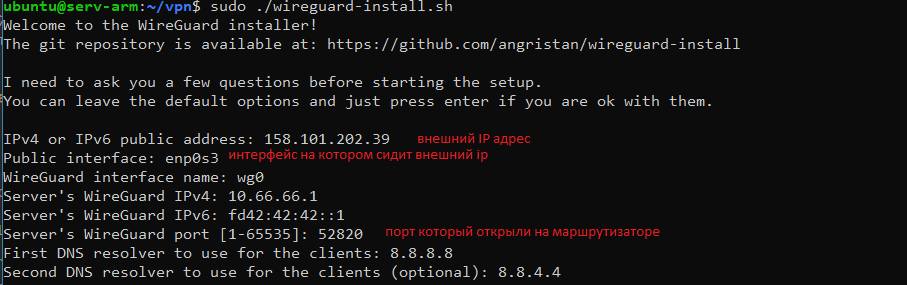 ubuntu@serv-arm:~/vpn$ sudo ./wireguard-install.sh
Welcome to the WireGuard installer!
The git repository is available at: https://github.com/angristan/wireguard-install
I need to ask you a few questions before starting the setup.
You can leave the default options and just press enter if you are ok with them.
IPv4 or IPv6 public address: 158.101.202.39 внешний IP адрес
Public interface: enp0s3 интерфейс на котором сидит внешний ip
WireGuard interface name: wg0
Server's WireGuard IPv4: 10.66.66.1
Server's WireGuard IPv6: fd42:42:42::1
Server's WireGuard port [1-65535]: 52820 порт который открыли на маршрутизаторе
First DNS resolver to use for the clients: 8.8.8.8
Second DNS resolver to use for the clients (optional): 8.8.4.4